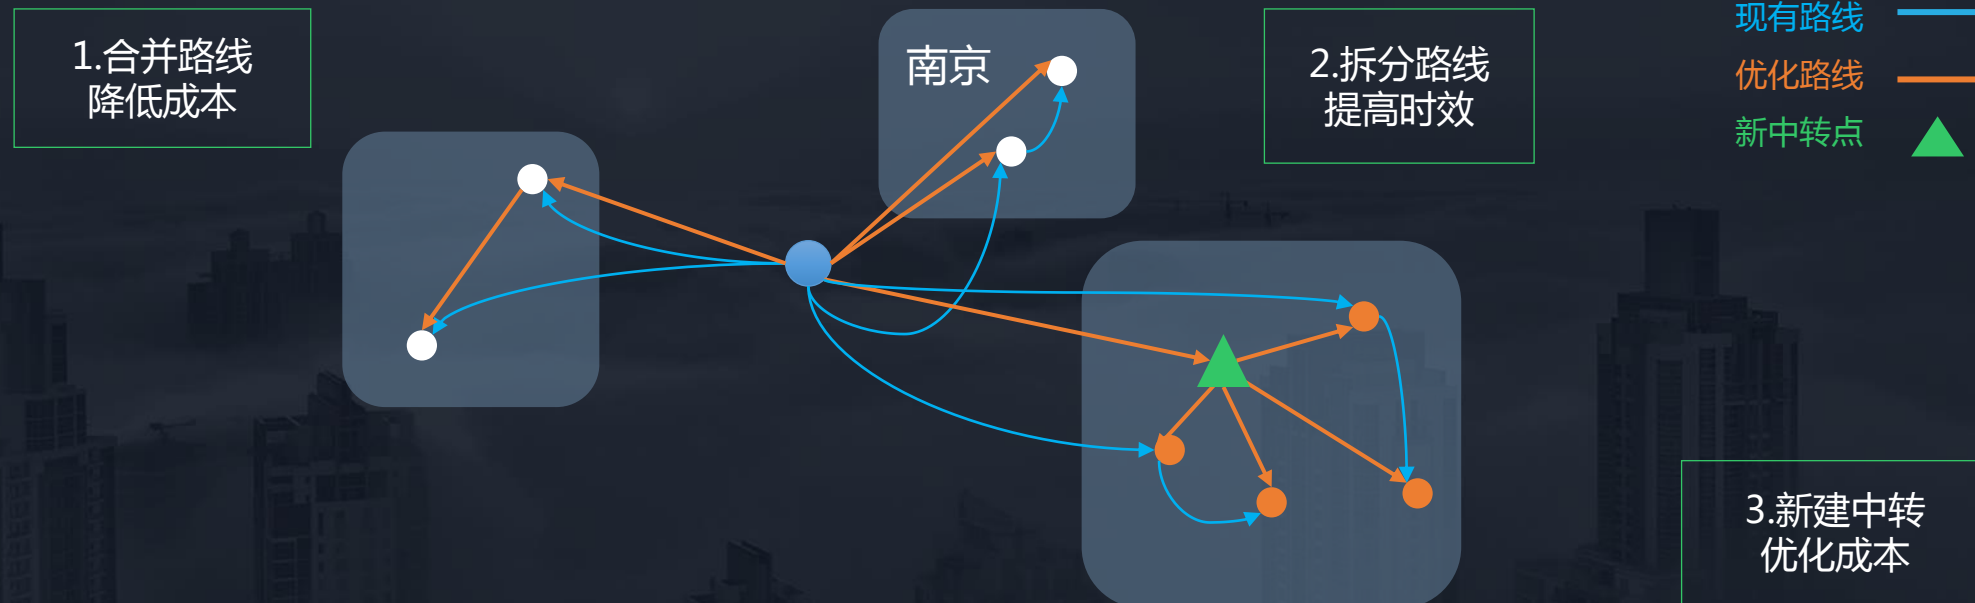 1.合并路线
降低成本
南京
2.拆分路线
提高时效
现有路线
优化路线
新中转点
3.新建中转
优化成本